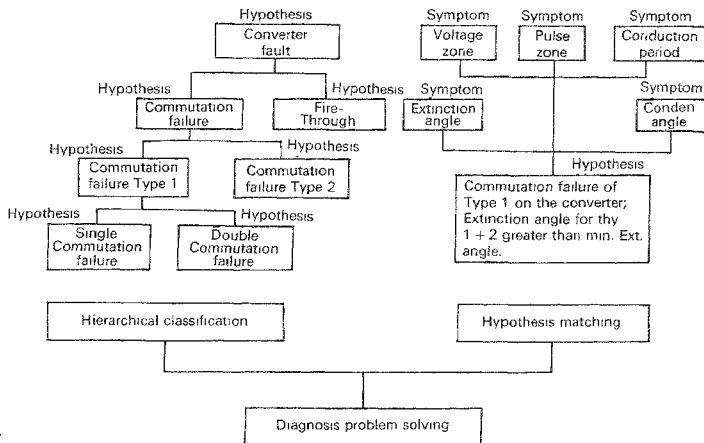 Hypothesis
Converter
fault
Hypothesis
Commutation
failure
Hypothesis
Fire-
Through
Hypothesis
Commutation
failure Type 1
Hypothesis
Commutation
failure Type 2
Hypothesis
Single
Commutation
failure
Hypothesis
Double
Commutation
failure
Symptom
Voltage
zone
Symptom
Pulse
zone
Symptom
Conduction
period
Symptom
Extinction
angle
Symptom
Conden
angle
Hypothesis
Commutation failure of
Type 1 on the converter;
Extinction angle for thy
1 + 2 greater than min. Ext.
angle.
Hierarchical classification
Hypothesis matching
Diagnosis problem solving